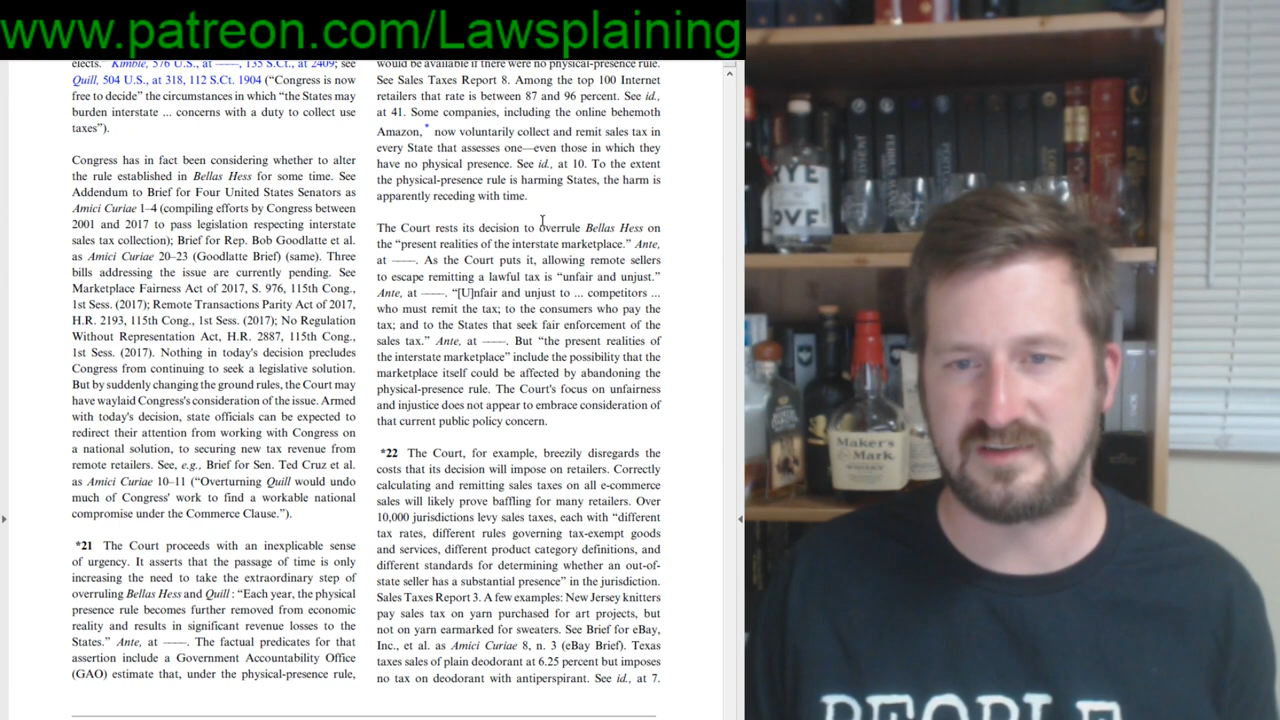 www.patreon.com/Lawsplaining
elects.” Kimble, 576 U.S., at ––––, 135 S.Ct., at 2409; see
Quill, 504 U.S., at 318, 112 S.Ct. 1904 (“Congress is now
free to decide” the circumstances in which “the States may
burden interstate ... concerns with a duty to collect use
taxes”).
Congress has in fact been considering whether to alter
the rule established in Bellas Hess for some time. See
Addendum to Brief for Four United States Senators as
Amici Curiae 1–4 (compiling efforts by Congress between
2001 and 2017 to pass legislation respecting interstate
sales tax collection); Brief for Rep. Bob Goodlatte et al.
as Amici Curiae 20–23 (Goodlatte Brief) (same). Three
bills addressing the issue are currently pending. See
Marketplace Fairness Act of 2017, S. 976, 115th Cong.,
1st Sess. (2017); Remote Transactions Parity Act of 2017,
H.R. 2193, 115th Cong., 1st Sess. (2017); No Regulation
Without Representation Act, H.R. 2887, 115th Cong.,
1st Sess. (2017). Nothing in today's decision precludes
Congress from continuing to seek a legislative solution.
But by suddenly changing the ground rules, the Court may
have waylaid Congress's consideration of the issue. Armed
with today's decision, state officials can be expected to
redirect their attention from working with Congress on
a national solution, to securing new tax revenue from
remote retailers. See, e.g., Brief for Sen. Ted Cruz et al.
as Amici Curiae 10–11 (“Overturning Quill would undo
much of Congress' work to find a workable national
compromise under the Commerce Clause.”).
*21 The Court proceeds with an inexplicable sense
of urgency. It asserts that the passage of time is only
increasing the need to take the extraordinary step of
overruling Bellas Hess and Quill : “Each year, the physical
presence rule becomes further removed from economic
reality and results in significant revenue losses to the
States.” Ante, at ––––. The factual predicates for that
assertion include a Government Accountability Office
(GAO) estimate that, under the physical-presence rule,
would be available if there were no physical-presence rule.
See Sales Taxes Report 8. Among the top 100 Internet
retailers that rate is between 87 and 96 percent. See id.,
at 41. Some companies, including the online behemoth
Amazon,* now voluntarily collect and remit sales tax in
every State that assesses one—even those in which they
have no physical presence. See id., at 10. To the extent
the physical-presence rule is harming States, the harm is
apparently receding with time.
The Court rests its decision to overrule Bellas Hess on
the “present realities of the interstate marketplace.” Ante,
at ––––. As the Court puts it, allowing remote sellers
to escape remitting a lawful tax is “unfair and unjust.”
Ante, at ––––. “[U]nfair and unjust to ... competitors ...
who must remit the tax; to the consumers who pay the
tax; and to the States that seek fair enforcement of the
sales tax.” Ante, at ––––. But “the present realities of
the interstate marketplace” include the possibility that the
marketplace itself could be affected by abandoning the
physical-presence rule. The Court's focus on unfairness
and injustice does not appear to embrace consideration of
that current public policy concern.
*22 The Court, for example, breezily disregards the
costs that its decision will impose on retailers. Correctly
calculating and remitting sales taxes on all e-commerce
sales will likely prove baffling for many retailers. Over
10,000 jurisdictions levy sales taxes, each with “different
tax rates, different rules governing tax-exempt goods
and services, different product category definitions, and
different standards for determining whether an out-of-
state seller has a substantial presence” in the jurisdiction.
Sales Taxes Report 3. A few examples: New Jersey knitters
pay sales tax on yarn purchased for art projects, but
not on yarn earmarked for sweaters. See Brief for eBay,
Inc., et al. as Amici Curiae 8, n. 3 (eBay Brief). Texas
taxes sales of plain deodorant at 6.25 percent but imposes
no tax on deodorant with antiperspirant. See id., at 7.
RYE
Maker's
Mark
PEOPLE